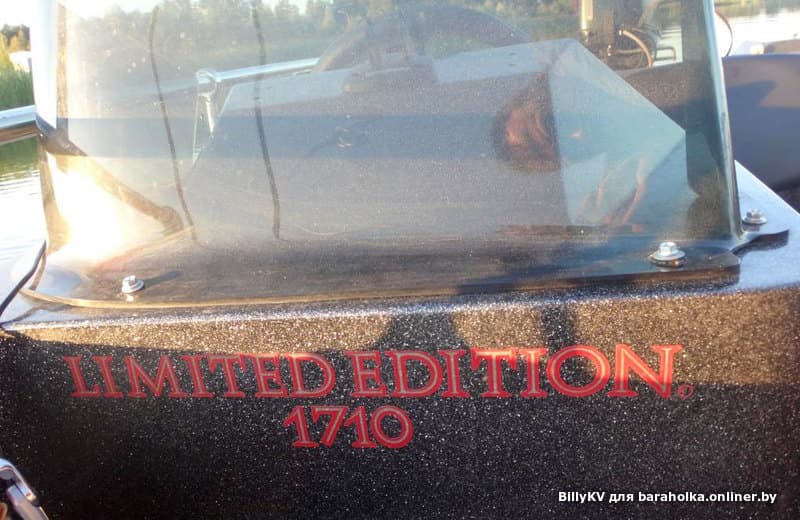 LIMITED EDITION®
1710
BillyKV для baraholka.onliner.by